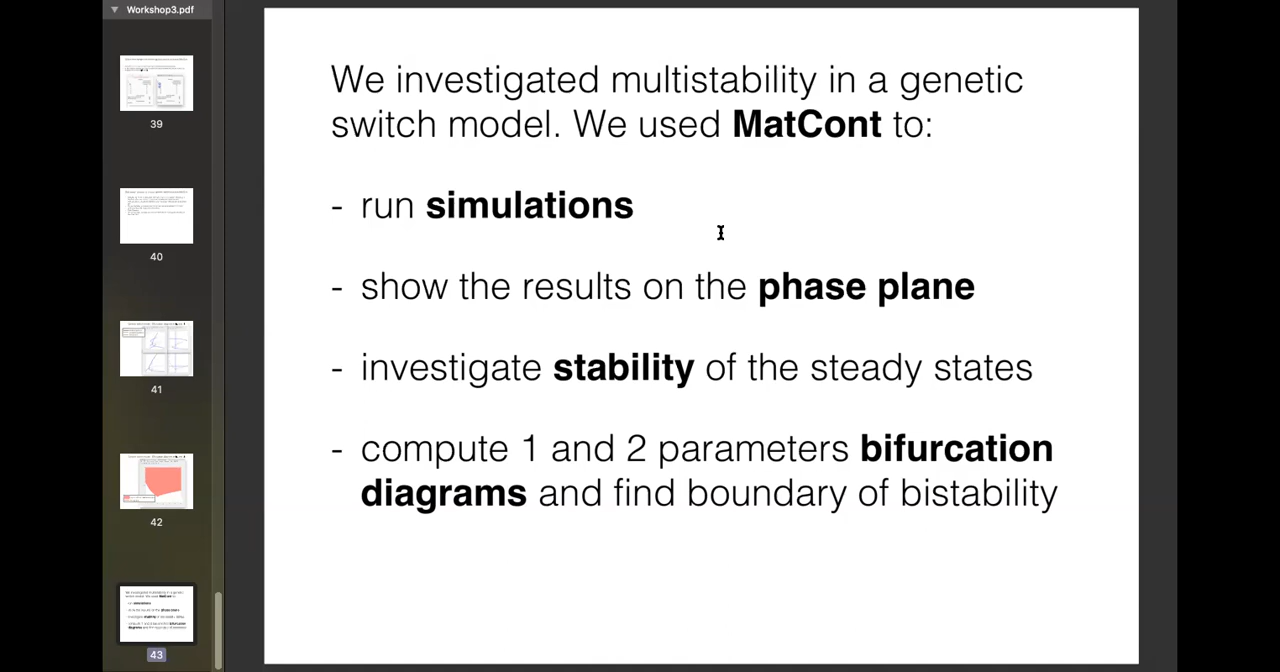 Workshop3.pdf
39
40
41
42
43
We investigated multistability in a genetic
switch model. We used MatCont to:
- run simulations
- show the results on the phase plane
- investigate stability of the steady states
- compute 1 and 2 parameters bifurcation
diagrams and find boundary of bistability